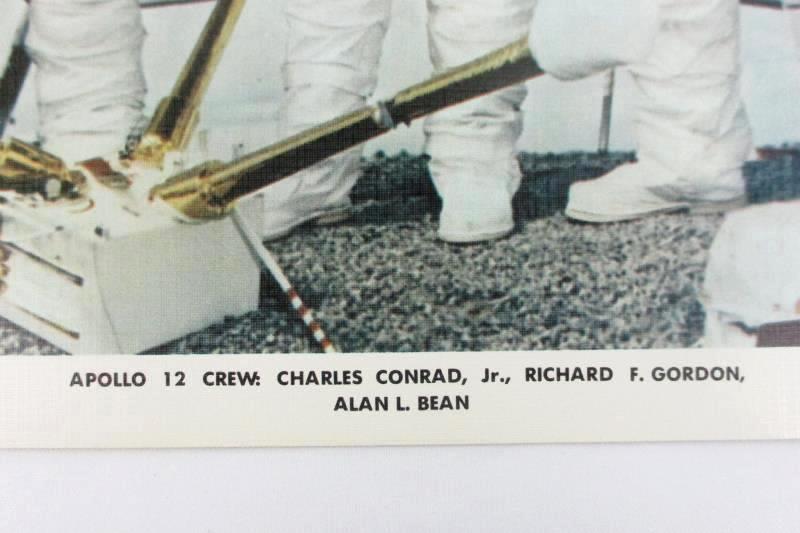 APOLLO 12 CREW: CHARLES CONRAD, Jr., RICHARD F. GORDON,
ALAN L. BEAN